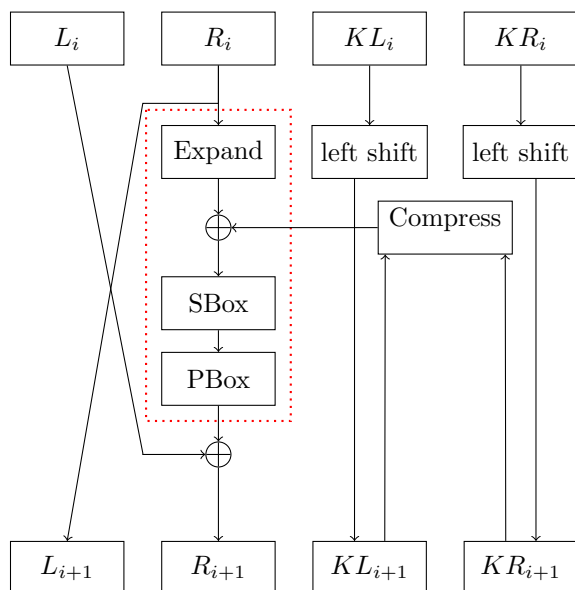 L_i R_i KL_i KR_i
Expand left shift left shift
Compress
SBox
PBox
L_{i+1} R_{i+1} KL_{i+1} KR_{i+1}